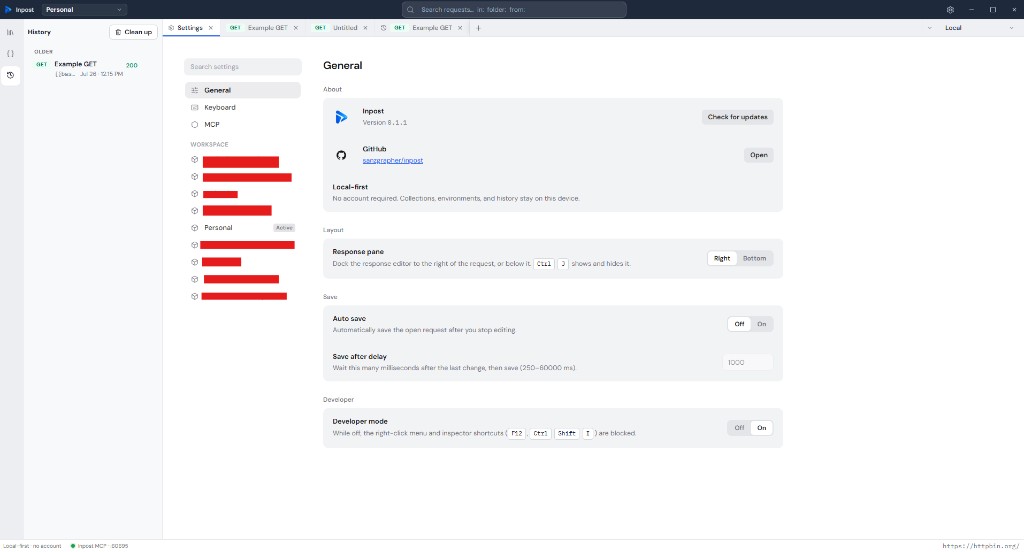 Inpost
Personal
Search requests... in: folder: from:
History
Clean up
OLDER
GET Example GET 200
Jul 26 · 12:15 PM
Settings
GET Example GET
GET Untitled
GET Example GET
Local
Search settings
General
Keyboard
MCP
WORKSPACE
Personal Active
General
About
Inpost
Version 0.1.1
Check for updates
GitHub
Open
Local-first
No account required. Collections, environments, and history stay on this device.
Layout
Response pane
Dock the response editor to the right of the request, or below it. Ctrl J shows and hides it.
Right Bottom
Save
Auto save
Automatically save the open request after you stop editing.
Off On
Save after delay
Wait this many milliseconds after the last change, then save (250–60000 ms).
1000
Developer
Developer mode
While off, the right-click menu and inspector shortcuts ( F12 , Ctrl Shift I ) are blocked.
Off On
Local-first · no account
Inpost MCP · 60695
https://httpbin.org/